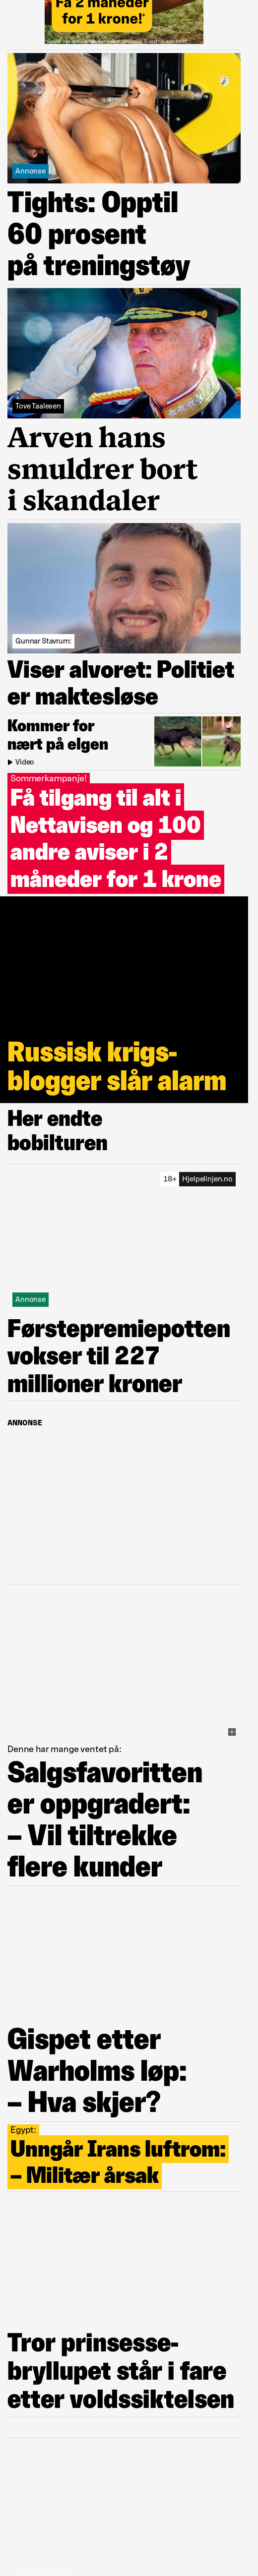 Få 2 måneder
for 1 krone!*
Annonse
Tights: Opptil
60 prosent
på treningstøy
Tove Taalesen
Arven hans
smuldrer bort
i skandaler
Gunnar Stavrum:
Viser alvoret: Politiet
er maktesløse
Kommer for
nært på elgen
Video
Sommerkampanje!
Få tilgang til alt i
Nettavisen og 100
andre aviser i 2
måneder for 1 krone
Russisk krigs-
blogger slår alarm
Her endte
bobilturen
18+ Hjelpelinjen.no
Annonse
Førstepremiepotten
vokser til 227
millioner kroner
ANNONSE
Denne har mange ventet på:
Salgsfavoritten
er oppgradert:
– Vil tiltrekke
flere kunder
Gispet etter
Warholms løp:
– Hva skjer?
Egypt:
Unngår Irans luftrom:
– Militær årsak
Tror prinsesse-
bryllupet står i fare
etter voldssiktelsen